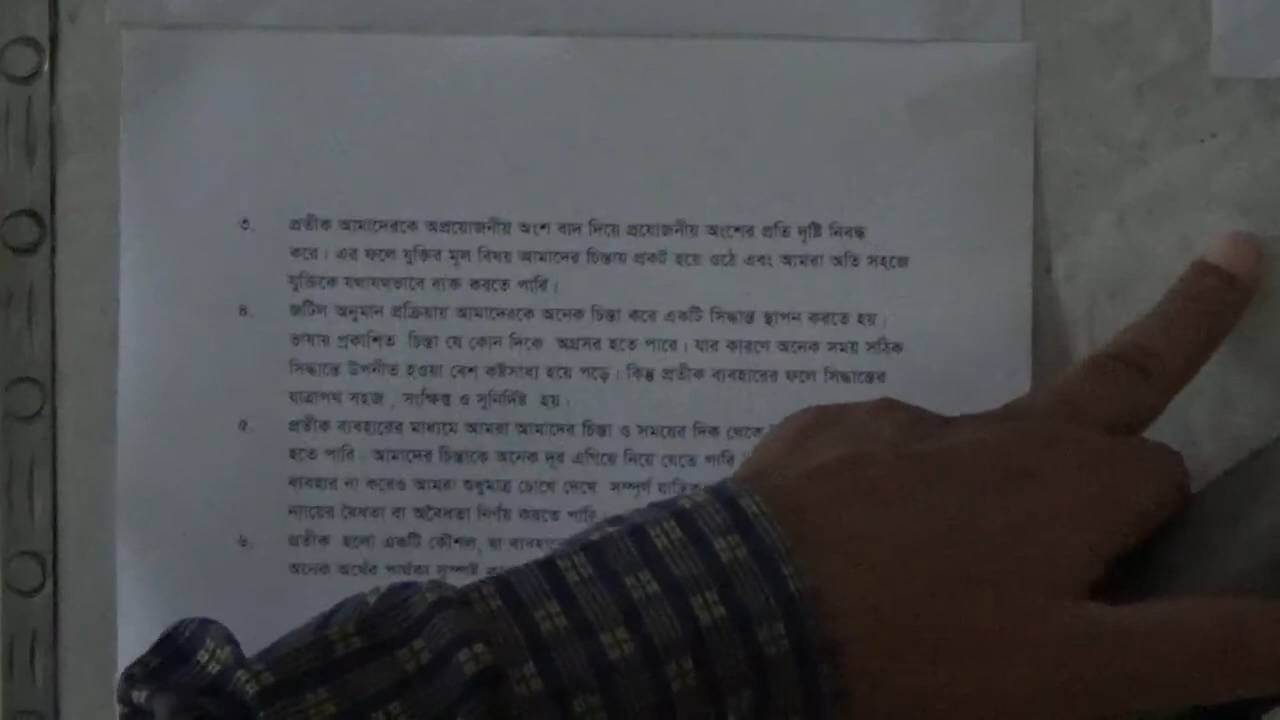 ৩. প্রতীক আমাদেরকে অপ্রয়োজনীয় অংশ বাদ দিয়ে প্রয়োজনীয় অংশের প্রতি দৃষ্টি নিবদ্ধ
করে। এর ফলে যুক্তির মূল বিষয় আমাদের চিন্তায় প্রকট হয়ে ওঠে এবং আমরা অতি সহজে
যুক্তিকে যথাযথভাবে ব্যক্ত করতে পারি।
৪. জটিল অনুমান প্রক্রিয়ায় আমাদেরকে অনেক চিন্তা করে একটি সিদ্ধান্ত স্থাপন করতে হয়।
ভাষায় প্রকাশিত চিন্তা যে কোন দিকে অগ্রসর হতে পারে। যার কারণে অনেক সময় সঠিক
সিদ্ধান্তে উপনীত হওয়া বেশ কষ্টসাধ্য হয়ে পড়ে। কিন্তু প্রতীক ব্যবহারের ফলে সিদ্ধান্তের
যাত্রাপথ সহজ, সংক্ষিপ্ত ও সুনির্দিষ্ট হয়।
৫. প্রতীক ব্যবহারের মাধ্যমে আমরা আমাদের চিন্তা ও সময়ের দিক থেকে
হতে পারি। আমাদের চিন্তাকে অনেক দূর এগিয়ে নিয়ে যেতে পারি
ব্যবহার না করেও আমরা শুধুমাত্র চোখে দেখে সম্পূর্ণ
ন্যায়ের বৈধতা বা অবৈধতা নির্ণয় করতে পারি
৬. প্রতীক হলো একটি কৌশল, যা
অনেক অর্থের পার্থক্য সুস্পষ্ট